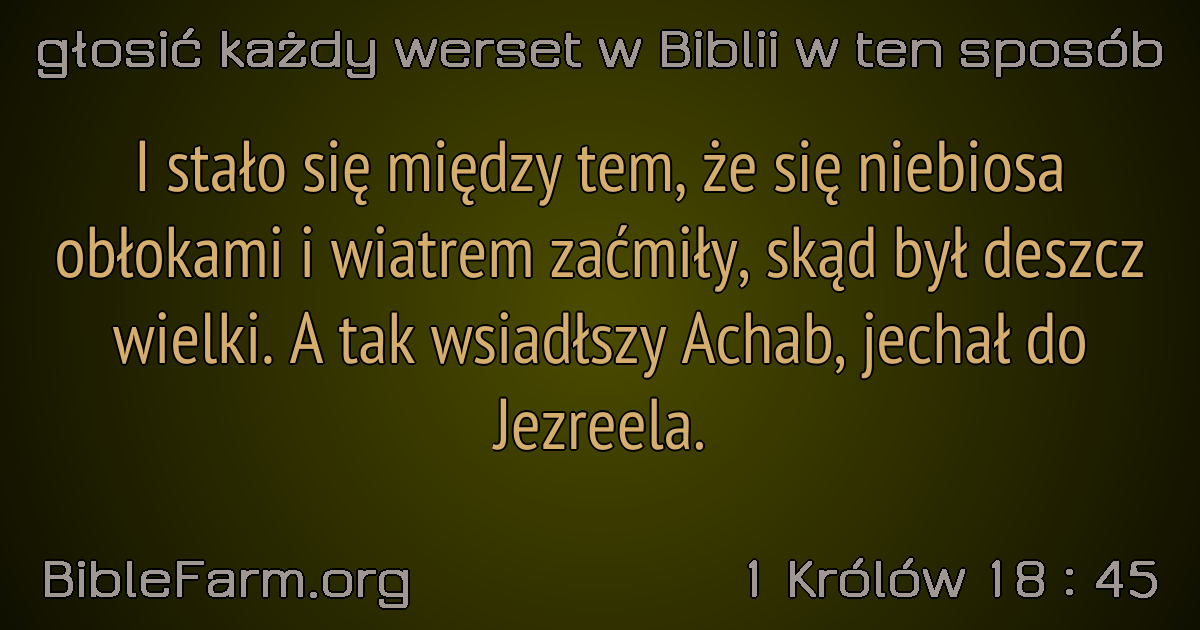 głosić każdy werset w Biblii w ten sposób
I stało się między tem, że się niebiosa
obłokami i wiatrem zaćmiły, skąd był deszcz
wielki. A tak wsiadłszy Achab, jechał do
Jezreela.
BibleFarm.org
1 Królów 18 : 45